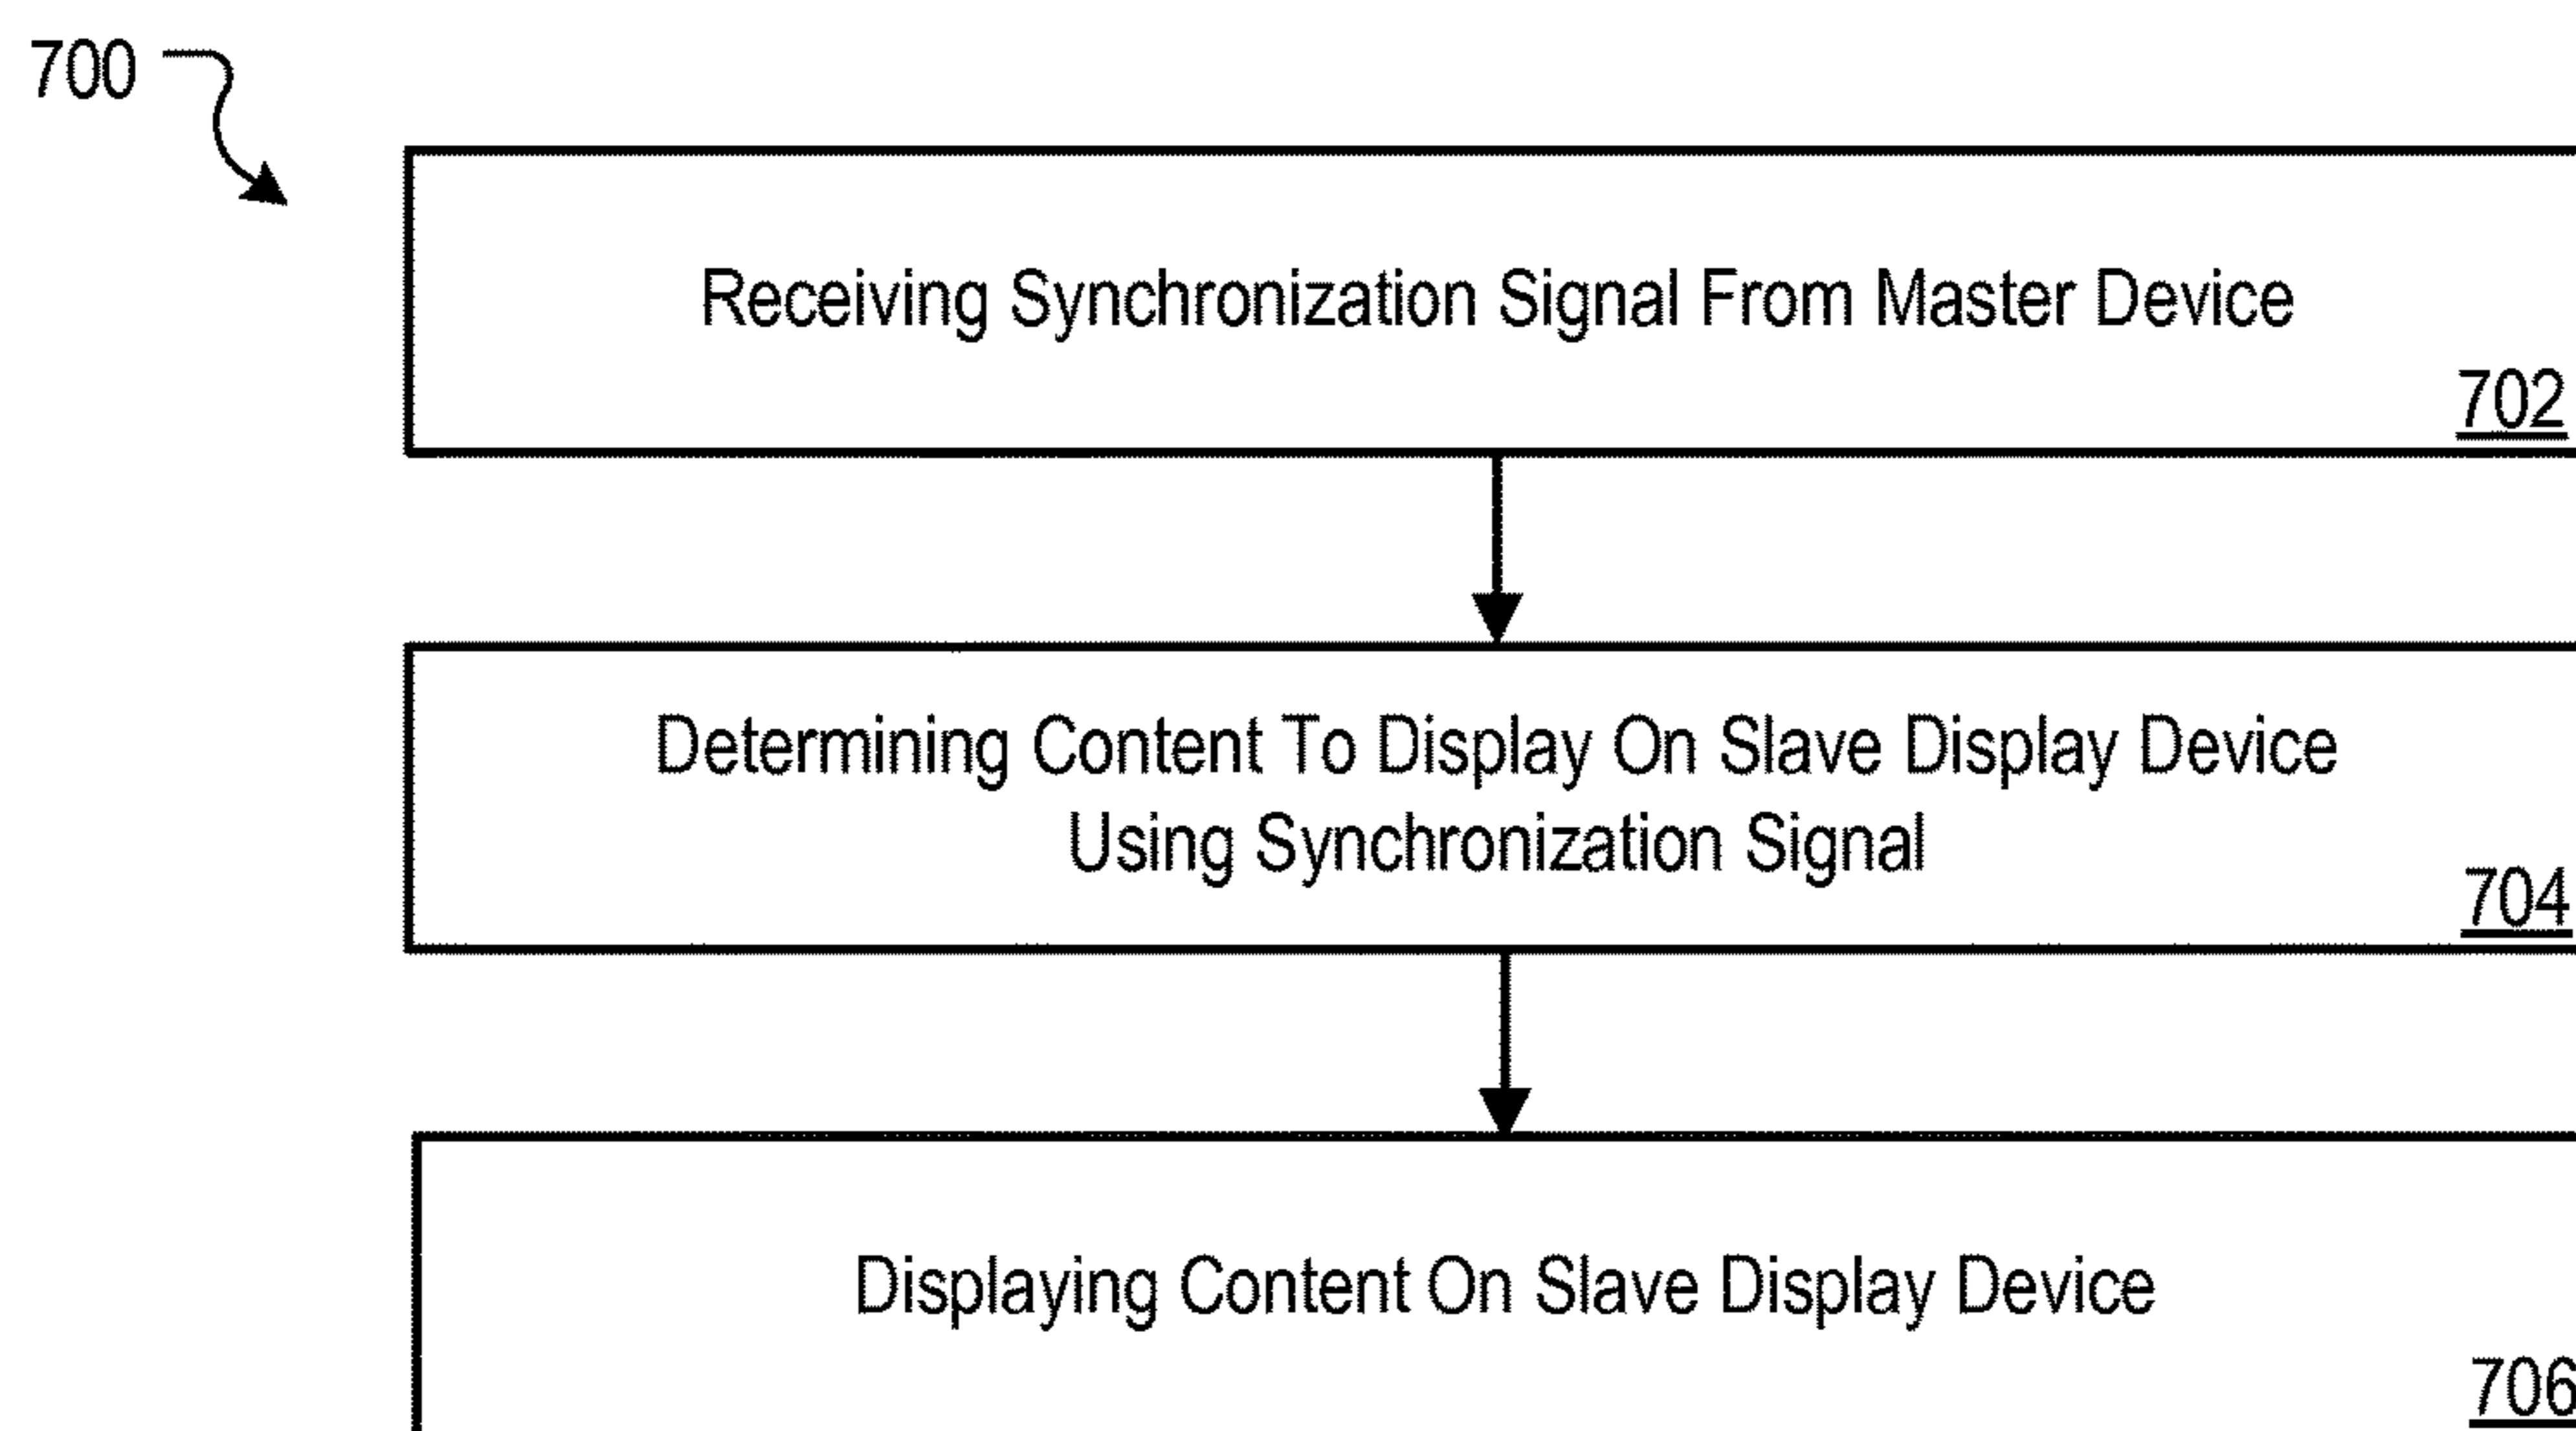 700
Receiving Synchronization Signal From Master Device
702
Determining Content To Display On Slave Display Device
Using Synchronization Signal
704
Displaying Content On Slave Display Device
706